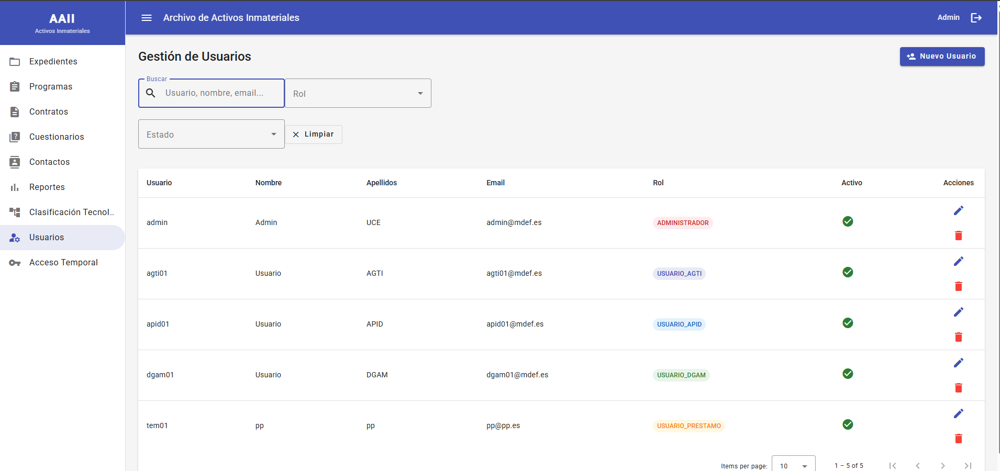 AAII
Activos Inmateriales
Archivo de Activos Inmateriales
Admin
Expedientes
Programas
Contratos
Cuestionarios
Contactos
Reportes
Clasificación Tecnol...
Usuarios
Acceso Temporal
Gestión de Usuarios
Nuevo Usuario
Buscar
Usuario, nombre, email...
Rol
Estado
Limpiar
Usuario Nombre Apellidos Email Rol Activo Acciones
admin Admin UCE admin@mdef.es ADMINISTRADOR
agti01 Usuario AGTI agti01@mdef.es USUARIO_AGTI
apid01 Usuario APID apid01@mdef.es USUARIO_APID
dgam01 Usuario DGAM dgam01@mdef.es USUARIO_DGAM
tem01 pp pp pp@pp.es USUARIO_PRESTAMO
Items per page: 10 1 – 5 of 5